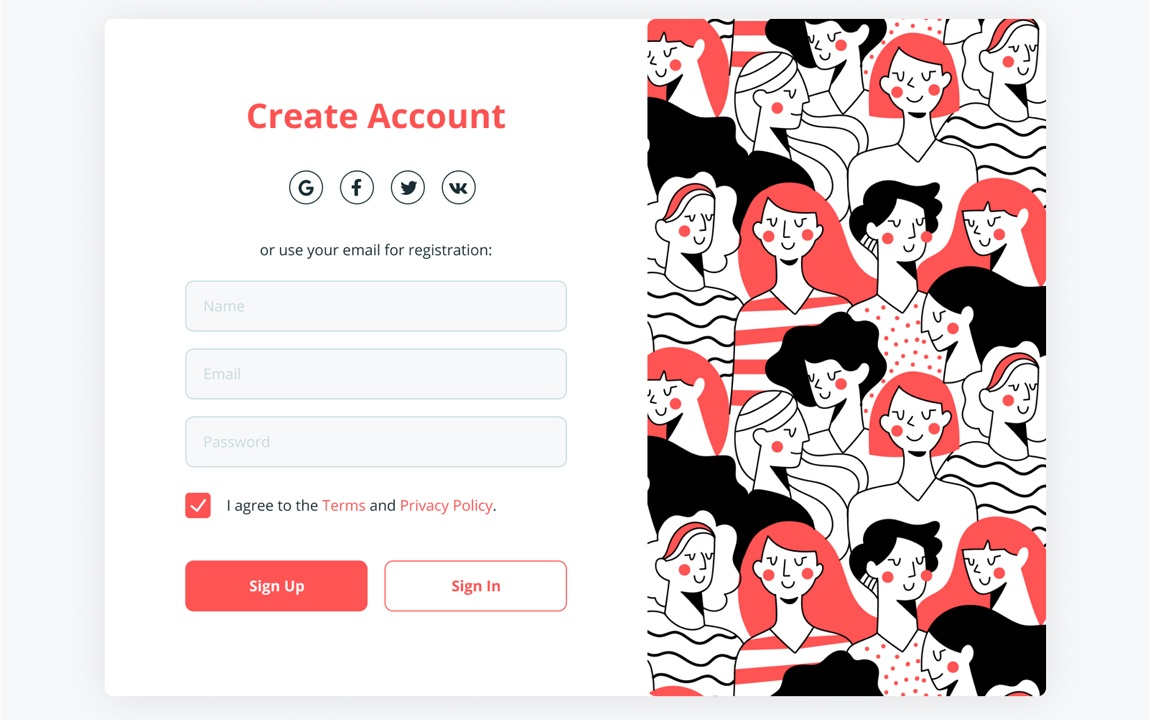 Create Account
or use your email for registration:
Name
Email
Password
I agree to the Terms and Privacy Policy.
Sign Up
Sign In